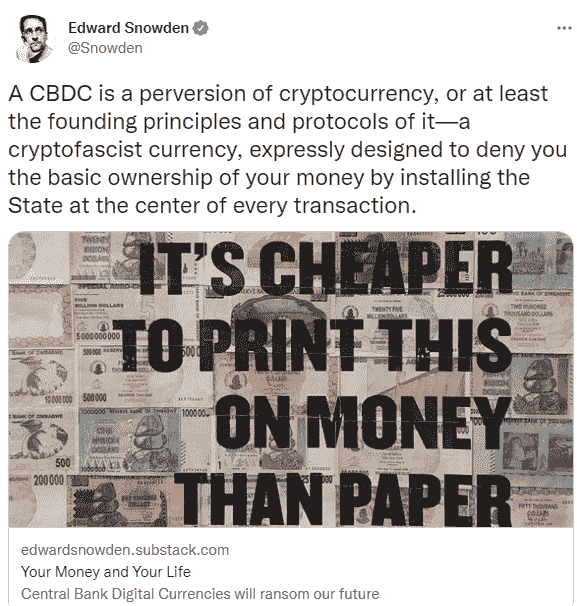 Edward Snowden
@Snowden
A CBDC is a perversion of cryptocurrency, or at least
the founding principles and protocols of it—a
cryptofascist currency, expressly designed to deny you
the basic ownership of your money by installing the
State at the center of every transaction.
IT'S CHEAPER
TO PRINT THIS
ON MONEY
THAN PAPER
edwardsnowden.substack.com
Your Money and Your Life
Central Bank Digital Currencies will ransom our future